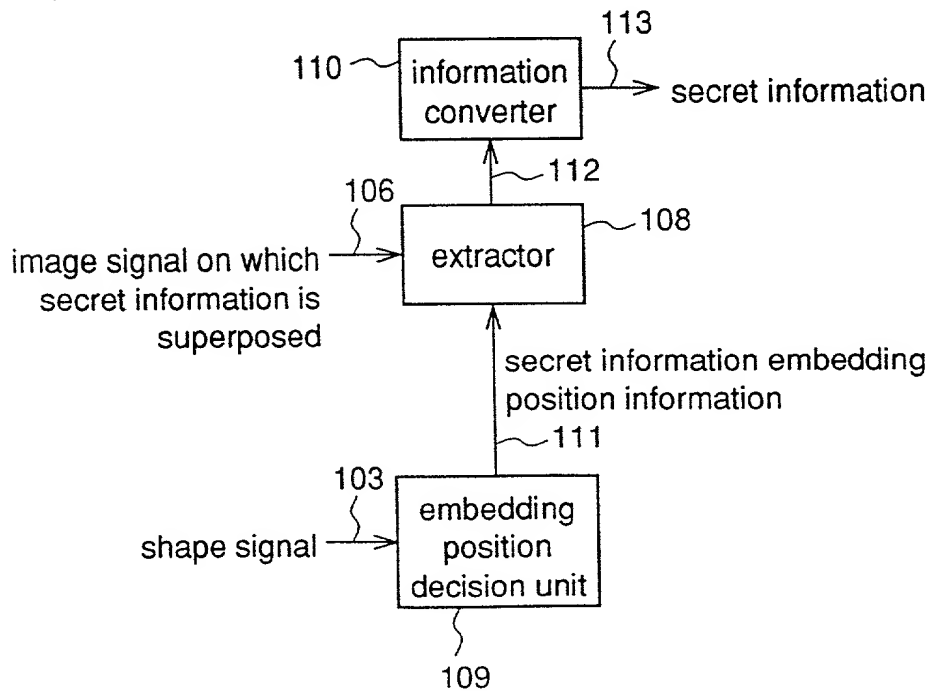 113
110
information
converter
secret information
112
106
108
extractor
image signal on which
secret information is
superposed
secret information embedding
position information
111
103
shape signal
embedding
position
decision unit
109